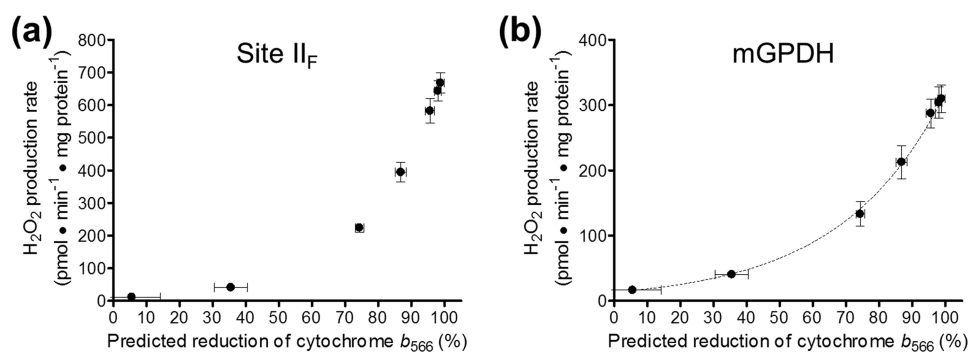 (a)
Site II_F
H₂O₂ production rate
(pmol • min⁻¹ • mg protein⁻¹)
800
700
600
500
400
300
200
100
0
0 10 20 30 40 50 60 70 80 90 100
Predicted reduction of cytochrome b₅₆₆ (%)
(b)
mGPDH
H₂O₂ production rate
(pmol • min⁻¹ • mg protein⁻¹)
400
300
200
100
0
0 10 20 30 40 50 60 70 80 90 100
Predicted reduction of cytochrome b₅₆₆ (%)